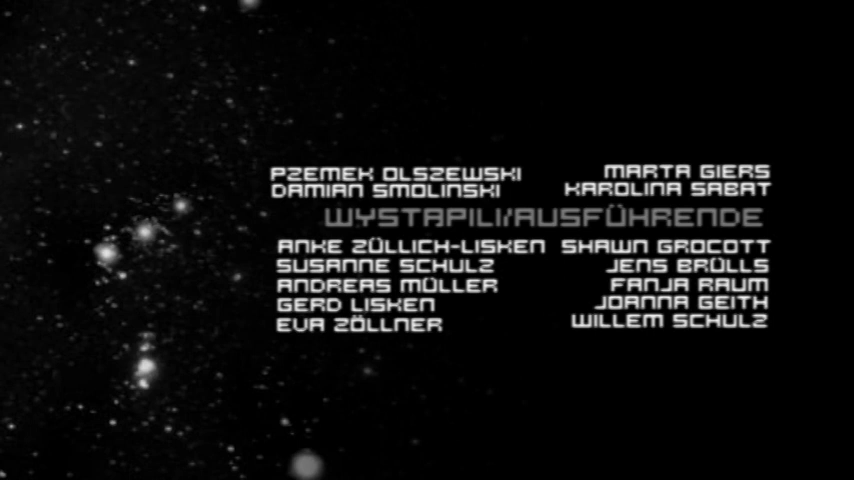 PZEMEK OLSZEWSKI MARTA GIERS
DAMIAN SMOLINSKI KAROLINA SABAT
WYSTĄPILI/AUSFÜHRENDE
ANKE ZÜLLICH-LISKEN SHAWN GROCOTT
SUSANNE SCHULZ JENS BRÜLLS
ANDREAS MÜLLER FANJA RAUM
GERD LISKEN JOANNA GEITH
EVA ZÖLLNER WILLEM SCHULZ